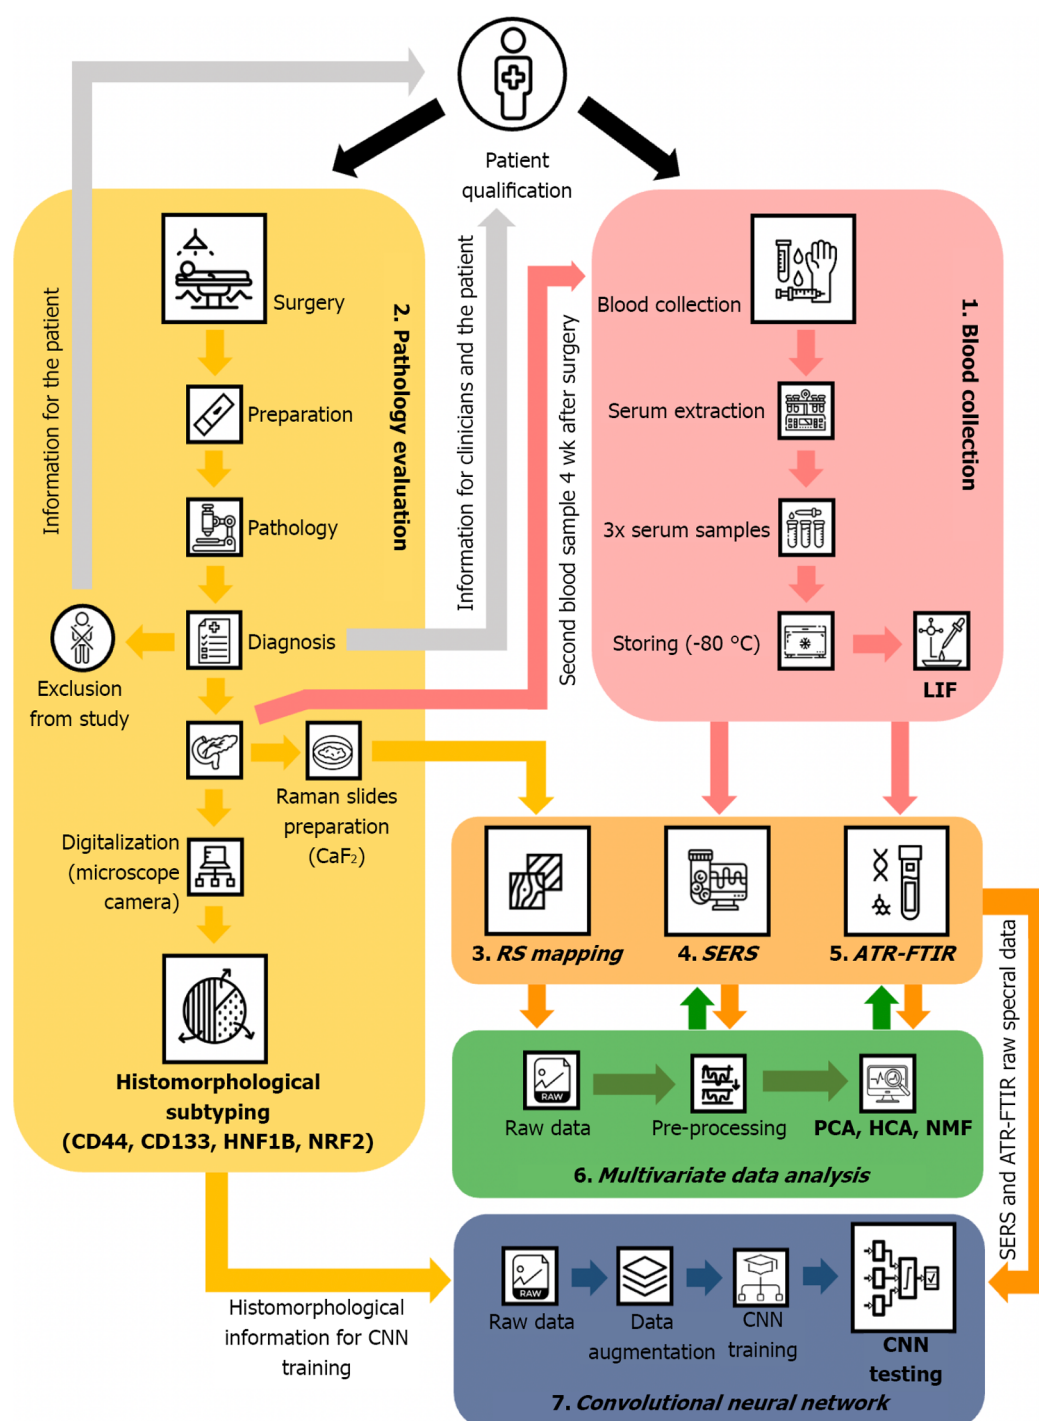 Patient
qualification
Information for the patient
Surgery
Preparation
Pathology
Diagnosis
2. Pathology evaluation
Exclusion
from study
Raman slides
preparation
(CaF2)
Digitalization
(microscope
camera)
Histomorphological
subtyping
(CD44, CD133, HNF1B, NRF2)
Information for clinicians and the patient
Second blood sample 4 wk after surgery
Blood collection
Serum extraction
3x serum samples
Storing (-80 °C)
LIF
1. Blood collection
3. RS mapping
4. SERS
5. ATR-FTIR
SERS and ATR-FTIR raw specral data
RAW
Raw data
Pre-processing
PCA, HCA, NMF
6. Multivariate data analysis
Histomorphological
information for CNN
training
RAW
Raw data
Data
augmentation
CNN
training
CNN
testing
7. Convolutional neural network